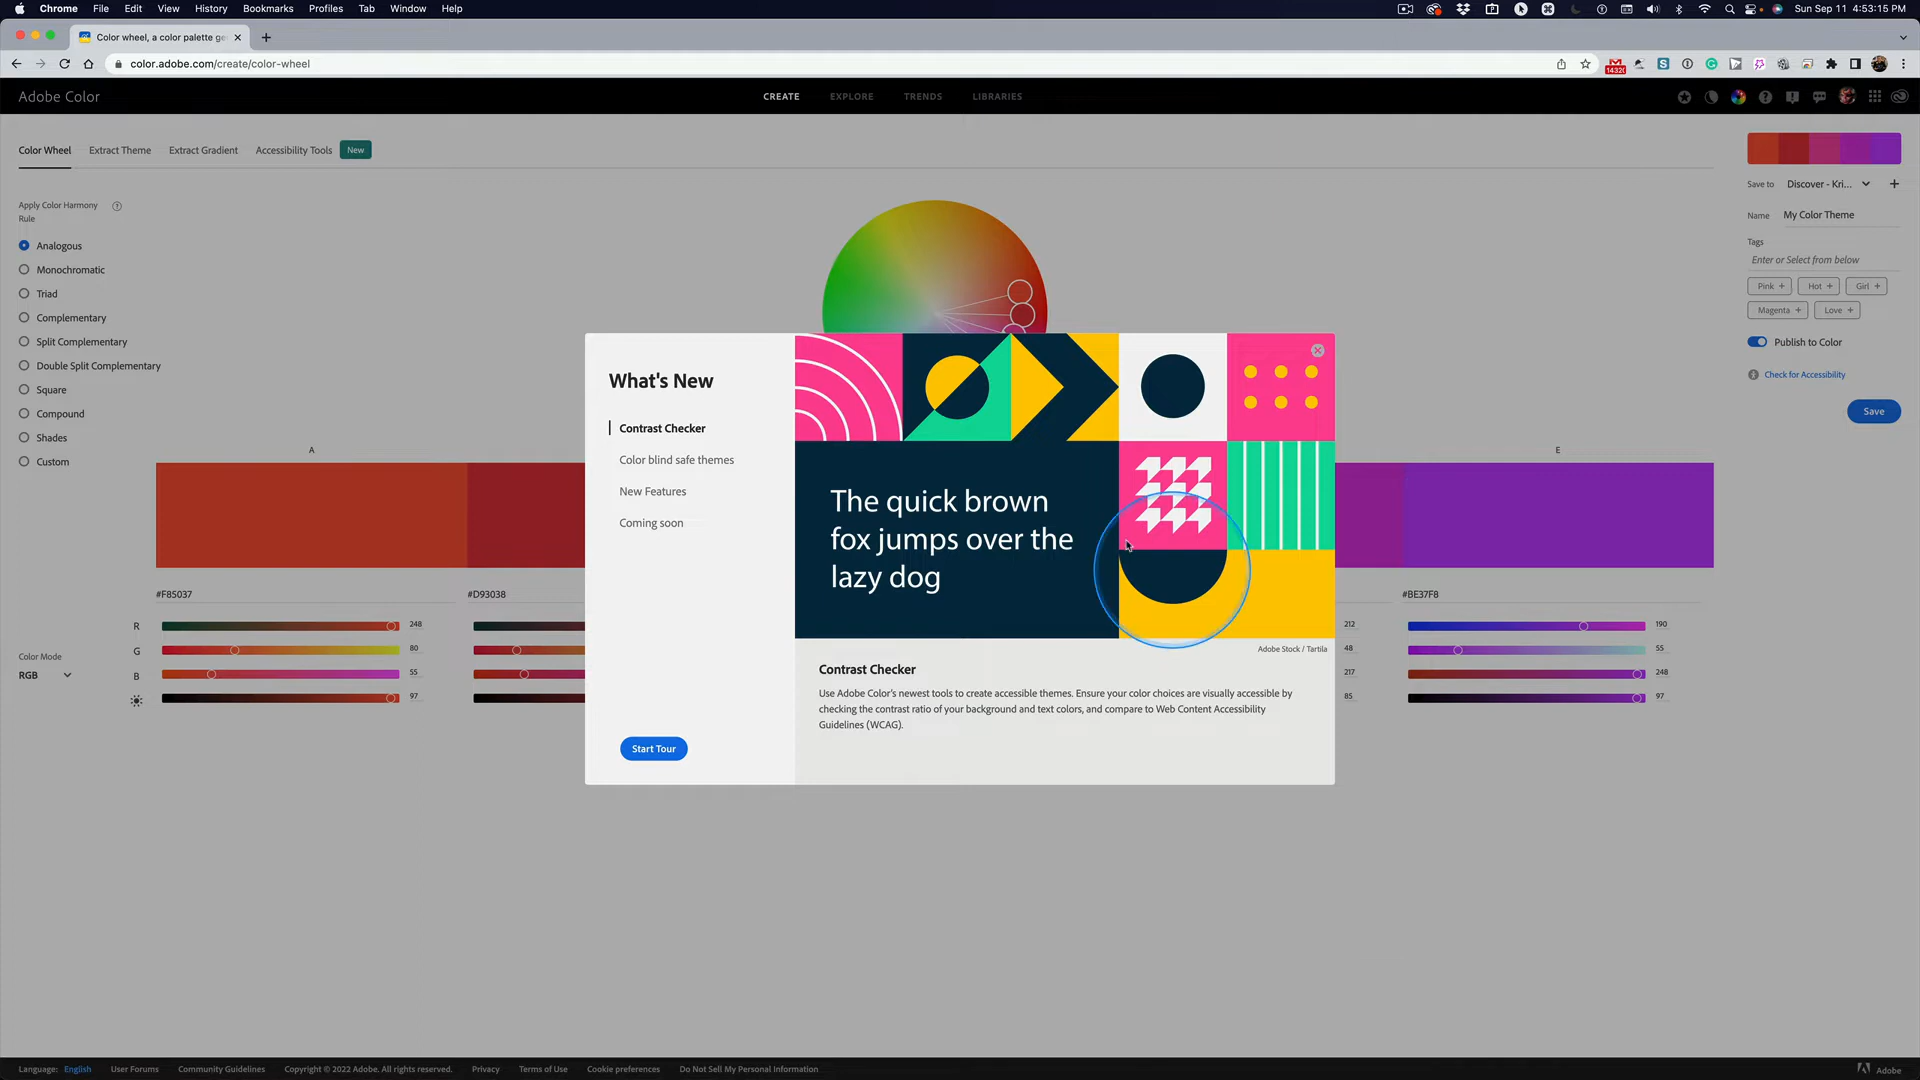 Chrome File Edit View History Bookmarks Profiles Tab Window Help
Sun Sep 11 4:53:15 PM
Color wheel, a color palette ge
color.adobe.com/create/color-wheel
Adobe Color
CREATE EXPLORE TRENDS LIBRARIES
Color Wheel Extract Theme Extract Gradient Accessibility Tools New
Save to Discover - Kri...
Name My Color Theme
Tags
Enter or Select from below
Pink + Hot + Girl +
Magenta + Love +
Publish to Color
Check for Accessibility
Save
Apply Color Harmony
Rule
Analogous
Monochromatic
Triad
Complementary
Split Complementary
Double Split Complementary
Square
Compound
Shades
Custom
What's New
Contrast Checker
Color blind safe themes
New Features
Coming soon
Start Tour
The quick brown
fox jumps over the
lazy dog
Adobe Stock / Tartila
Contrast Checker
Use Adobe Color's newest tools to create accessible themes. Ensure your color choices are visually accessible by
checking the contrast ratio of your background and text colors, and compare to Web Content Accessibility
Guidelines (WCAG).
A
E
#F85037
#D93038
#BE37F8
Color Mode
RGB
R 248
G 80
B 55
97
212
48
217
85
190
55
248
97
Language: English User Forums Community Guidelines Copyright © 2022 Adobe. All rights reserved. Privacy Terms of Use Cookie preferences Do Not Sell My Personal Information
Adobe